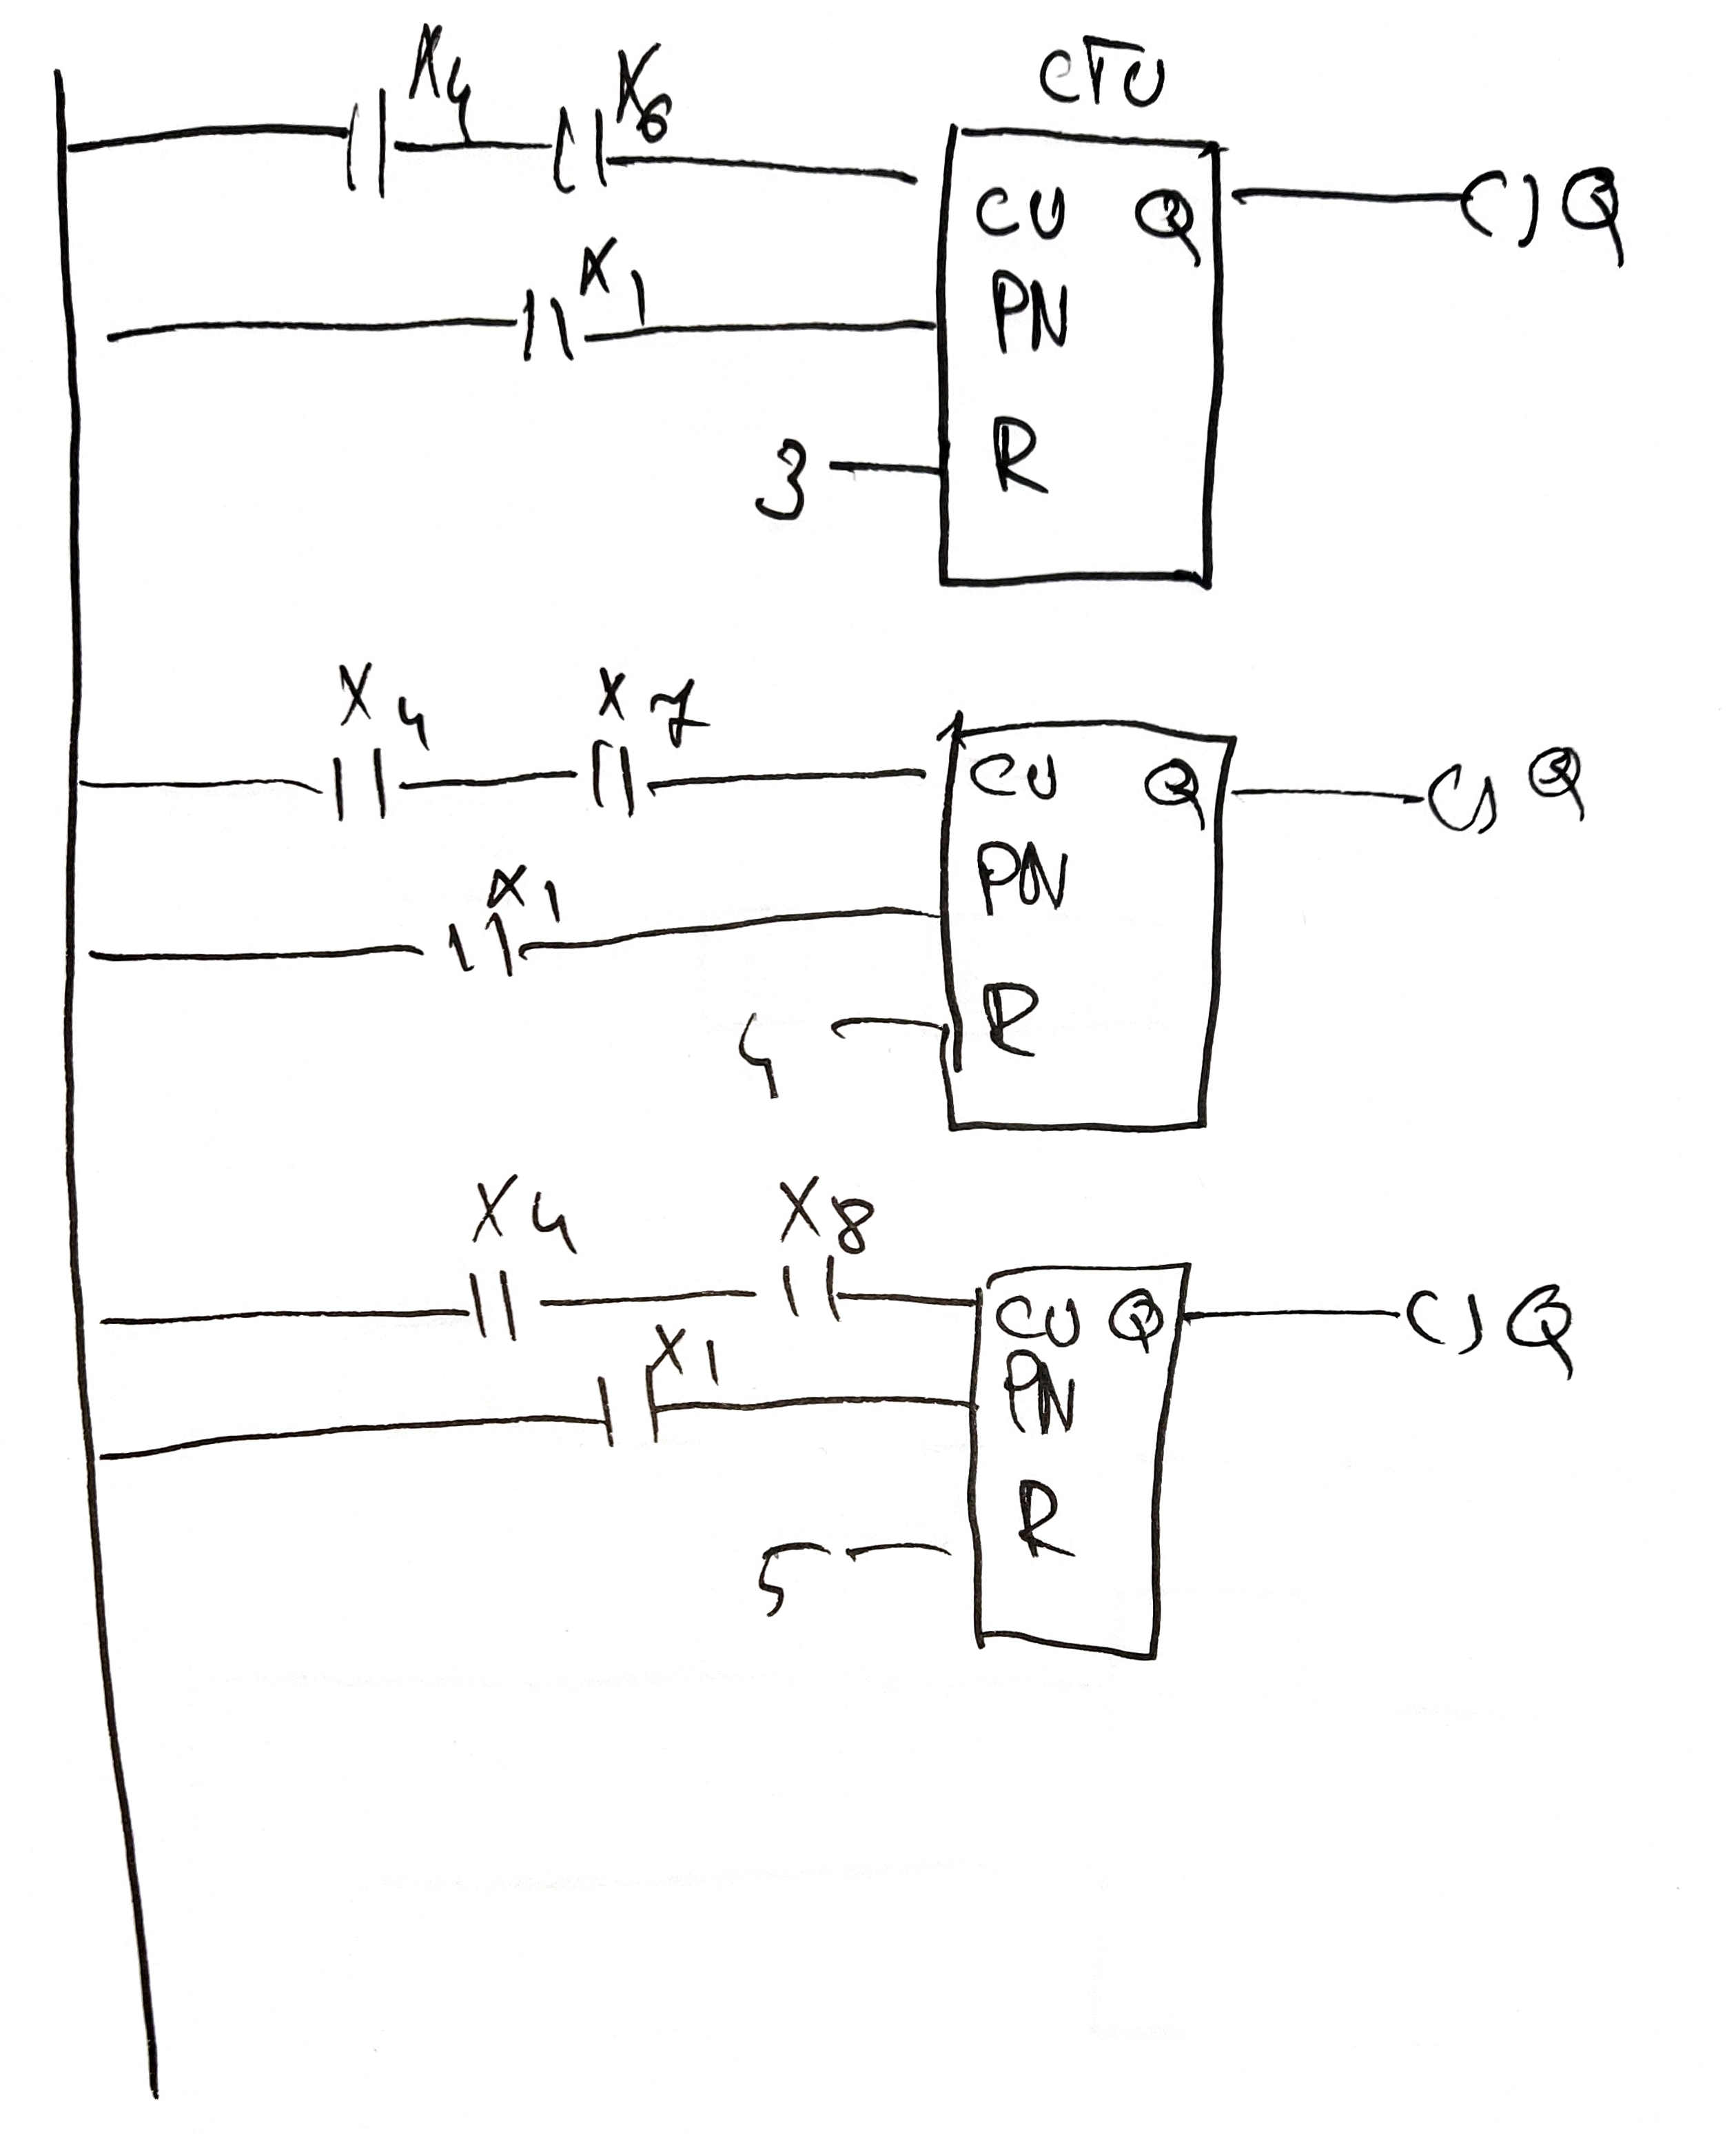 X4 X6 CTU
CU Q ( ) Q
X1 PN
3 R
X4 X7 CU Q ( ) Q
X1 PN
4 R
X4 X8 CU Q ( ) Q
X1 PN
5 R